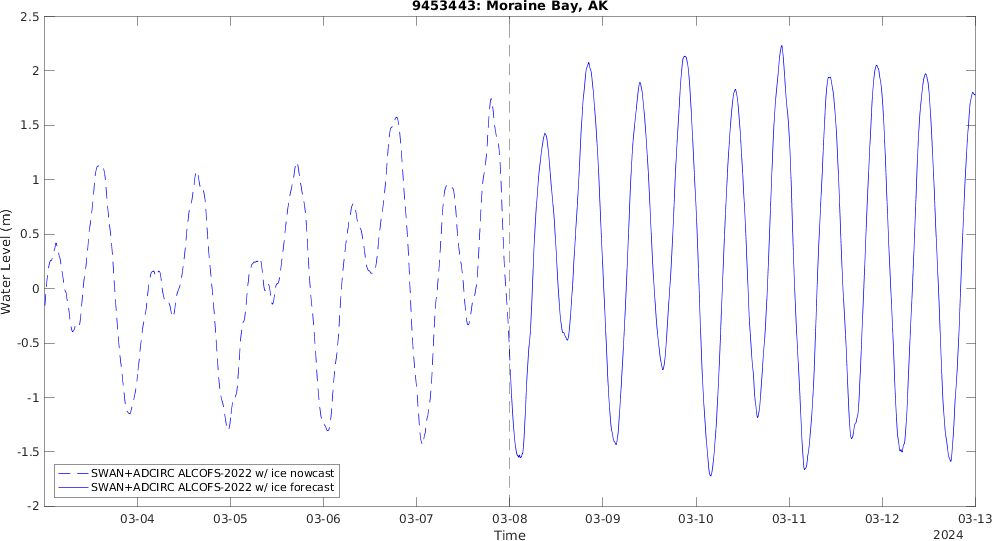 9453443: Moraine Bay, AK
Water Level (m)
2.5
2
1.5
1
0.5
0
-0.5
-1
-1.5
-2
SWAN+ADCIRC ALCOFS-2022 w/ ice nowcast
SWAN+ADCIRC ALCOFS-2022 w/ ice forecast
03-04 03-05 03-06 03-07 03-08 03-09 03-10 03-11 03-12 03-13
Time
2024